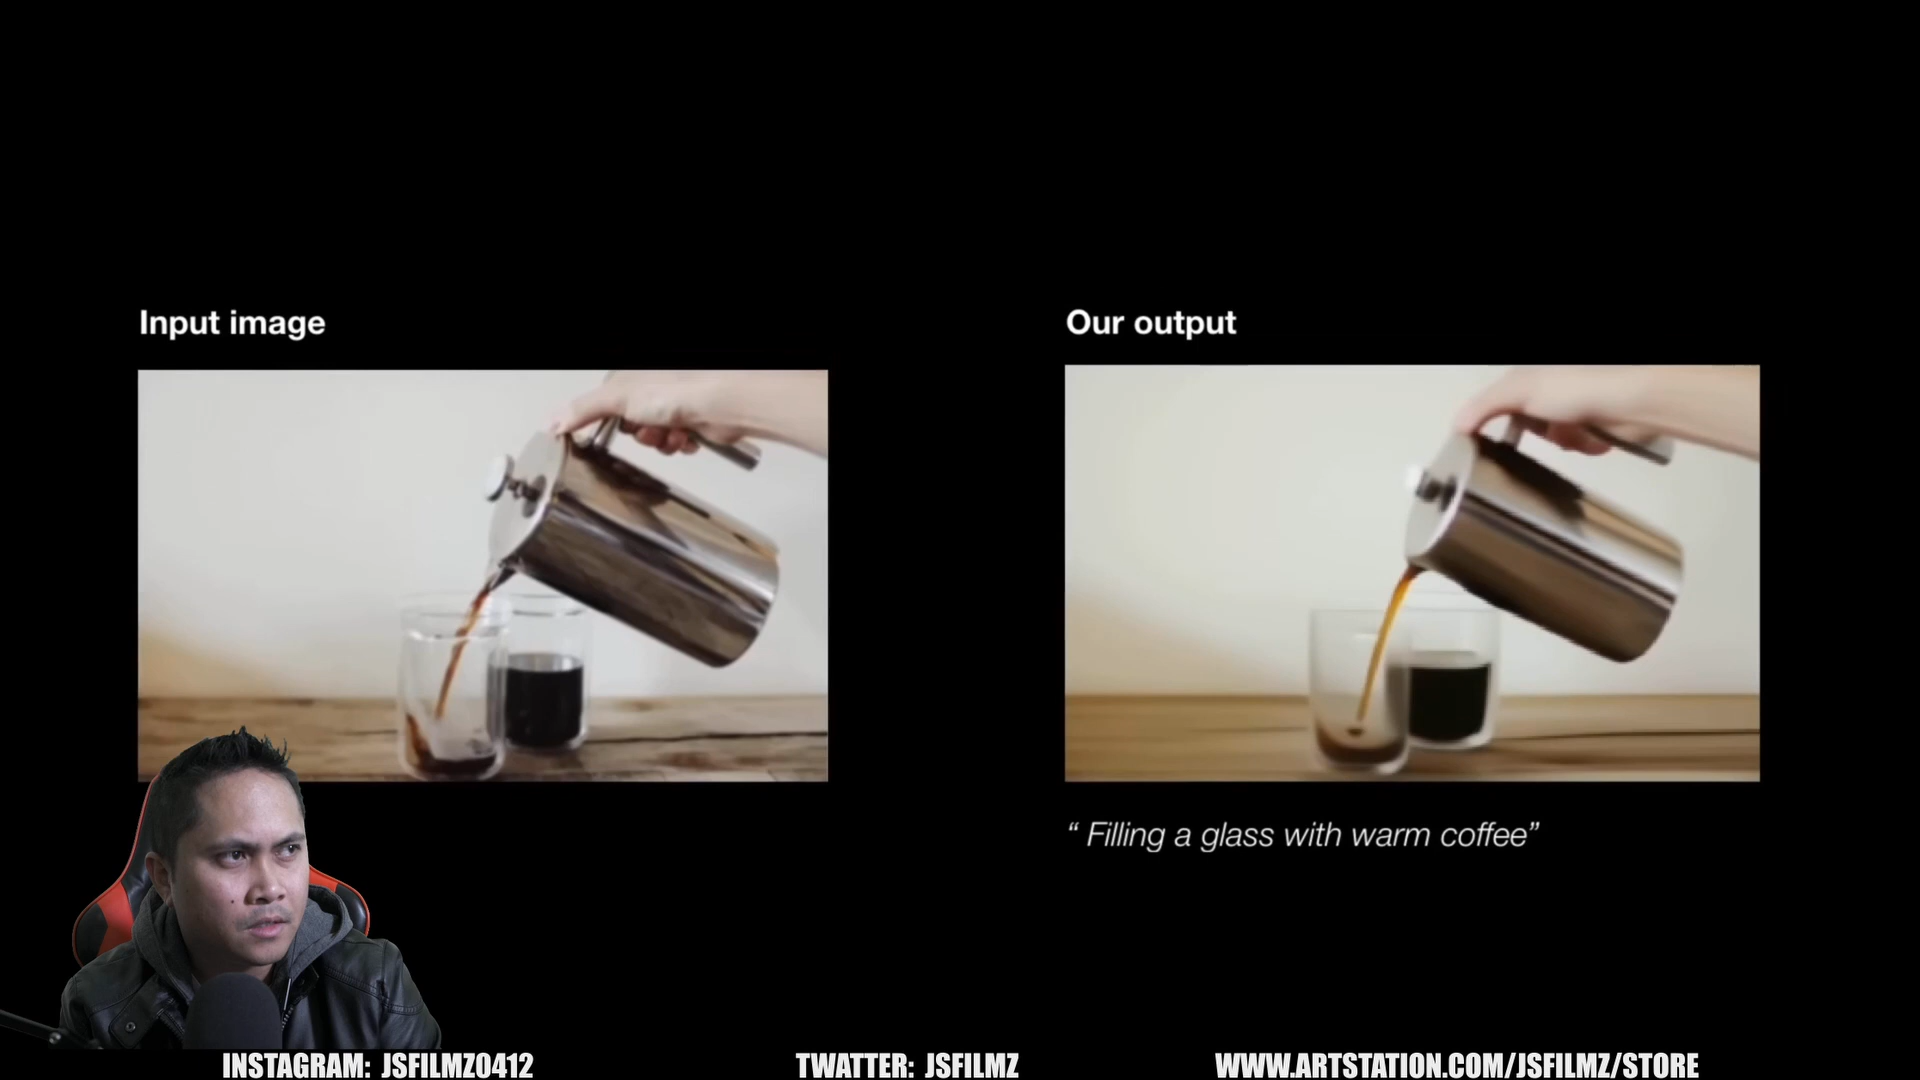 Input image
Our output
“ Filling a glass with warm coffee”
INSTAGRAM: JSFILMZ0412
TWATTER: JSFILMZ
WWW.ARTSTATION.COM/JSFILMZ/STORE